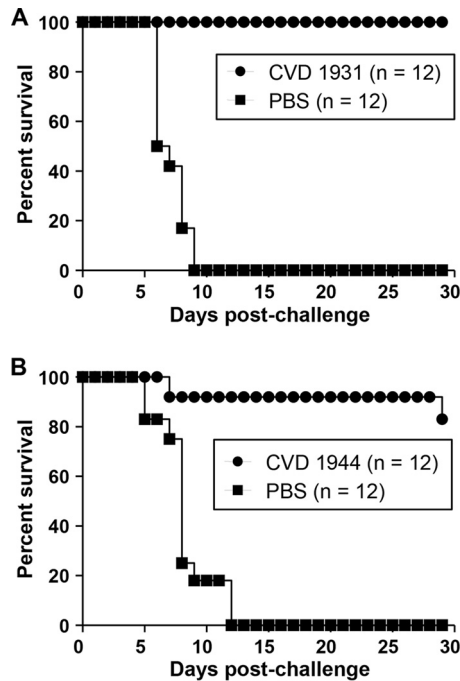 A
100
80
60
40
20
0
Percent survival
CVD 1931 (n = 12)
PBS (n = 12)
0 5 10 15 20 25 30
Days post-challenge
B
100
80
60
40
20
0
Percent survival
CVD 1944 (n = 12)
PBS (n = 12)
0 5 10 15 20 25 30
Days post-challenge